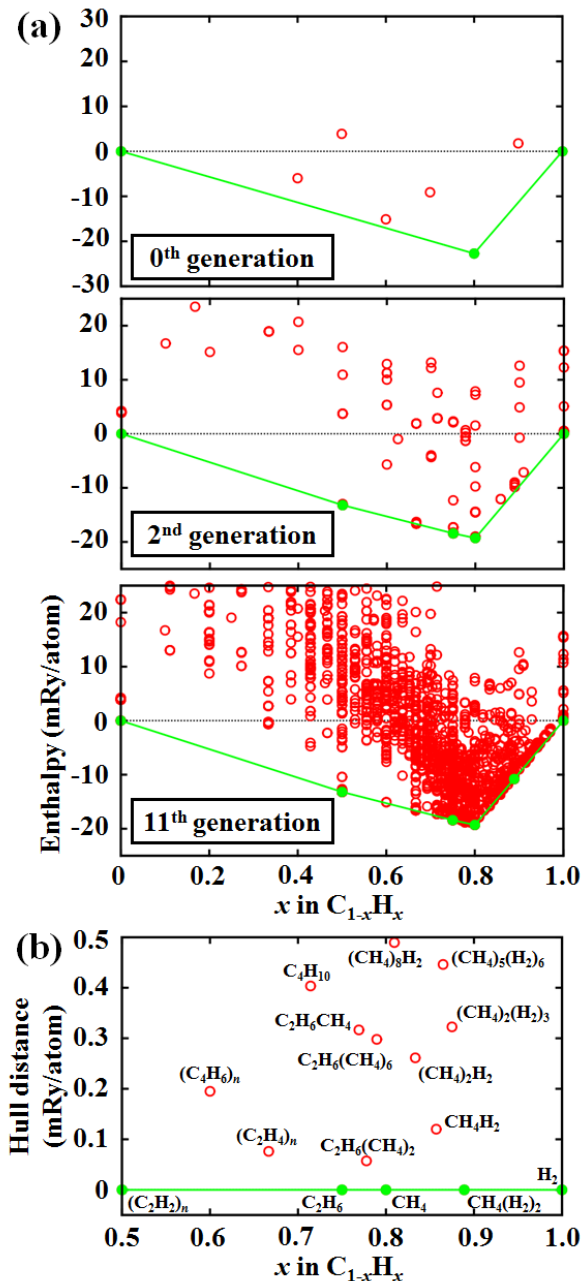 (a)
30
20
10
0
-10
-20
30
0th generation
20
10
0
-10
-20
2nd generation
20
10
0
-10
-20
11th generation
Enthalpy (mRy/atom)
0 0.2 0.4 0.6 0.8 1.0
x in C1-xHx
(b)
0.5
0.4
0.3
0.2
0.1
0
Hull distance
(mRy/atom)
(CH4)8H2
(CH4)5(H2)6
C4H10
C2H6CH4
(CH4)2(H2)3
C2H6(CH4)6
(CH4)2H2
(C4H6)n
(C2H4)n
C2H6(CH4)2
CH4H2
H2
(C2H2)n C2H6 CH4 CH4(H2)2
0.5 0.6 0.7 0.8 0.9 1.0
x in C1-xHx